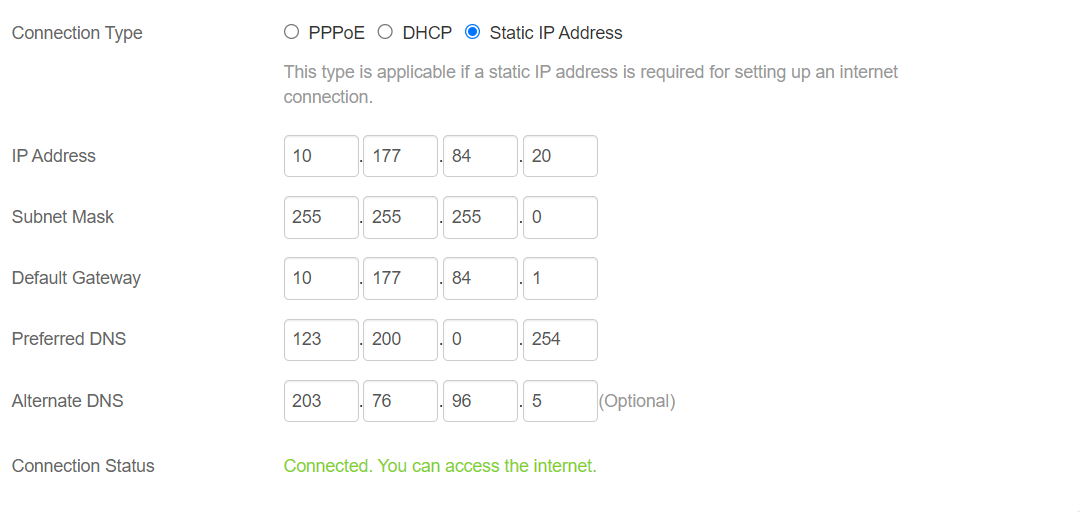 Connection Type PPPoE DHCP Static IP Address
This type is applicable if a static IP address is required for setting up an internet
connection.
IP Address 10 . 177 . 84 . 20
Subnet Mask 255 . 255 . 255 . 0
Default Gateway 10 . 177 . 84 . 1
Preferred DNS 123 . 200 . 0 . 254
Alternate DNS 203 . 76 . 96 . 5 (Optional)
Connection Status Connected. You can access the internet.